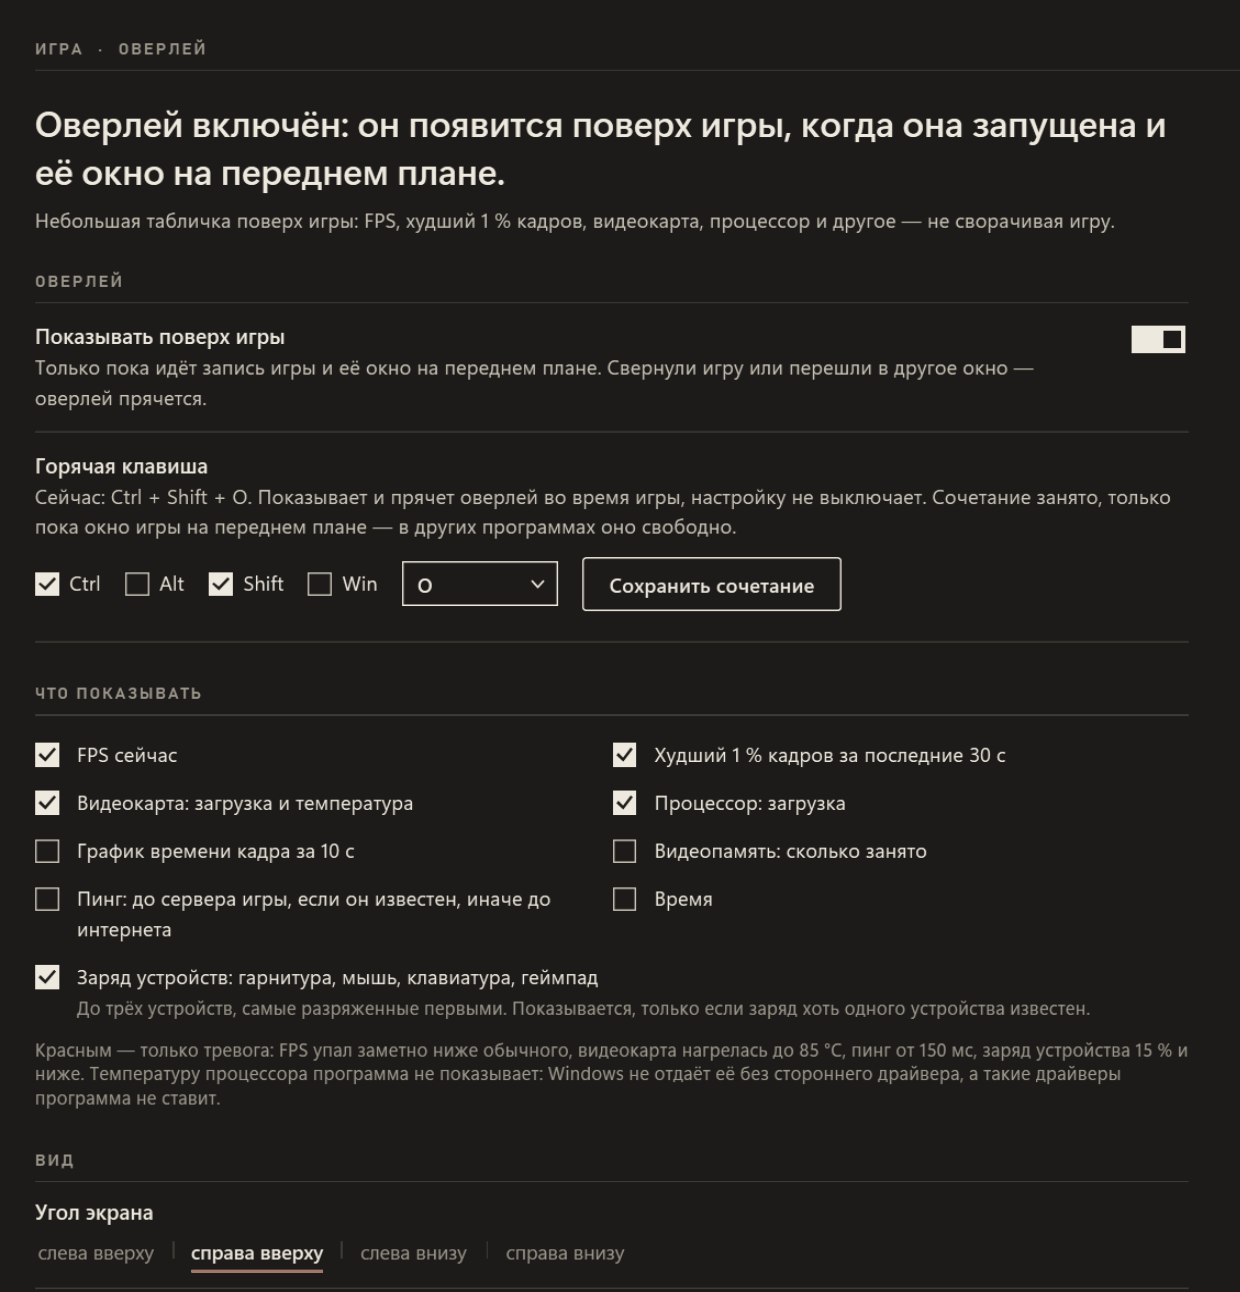 ИГРА · ОВЕРЛЕЙ
Оверлей включён: он появится поверх игры, когда она запущена и
её окно на переднем плане.
Небольшая табличка поверх игры: FPS, худший 1 % кадров, видеокарта, процессор и другое — не сворачивая игру.
ОВЕРЛЕЙ
Показывать поверх игры
Только пока идёт запись игры и её окно на переднем плане. Свернули игру или перешли в другое окно —
оверлей прячется.
Горячая клавиша
Сейчас: Ctrl + Shift + O. Показывает и прячет оверлей во время игры, настройку не выключает. Сочетание занято, только
пока окно игры на переднем плане — в других программах оно свободно.
Ctrl Alt Shift Win O Сохранить сочетание
ЧТО ПОКАЗЫВАТЬ
FPS сейчас
Худший 1 % кадров за последние 30 с
Видеокарта: загрузка и температура
Процессор: загрузка
График времени кадра за 10 с
Видеопамять: сколько занято
Пинг: до сервера игры, если он известен, иначе до
интернета
Время
Заряд устройств: гарнитура, мышь, клавиатура, геймпад
До трёх устройств, самые разряженные первыми. Показывается, только если заряд хоть одного устройства известен.
Красным — только тревога: FPS упал заметно ниже обычного, видеокарта нагрелась до 85 °C, пинг от 150 мс, заряд устройства 15 % и
ниже. Температуру процессора программа не показывает: Windows не отдаёт её без стороннего драйвера, а такие драйверы
программа не ставит.
ВИД
Угол экрана
слева вверху справа вверху слева внизу справа внизу